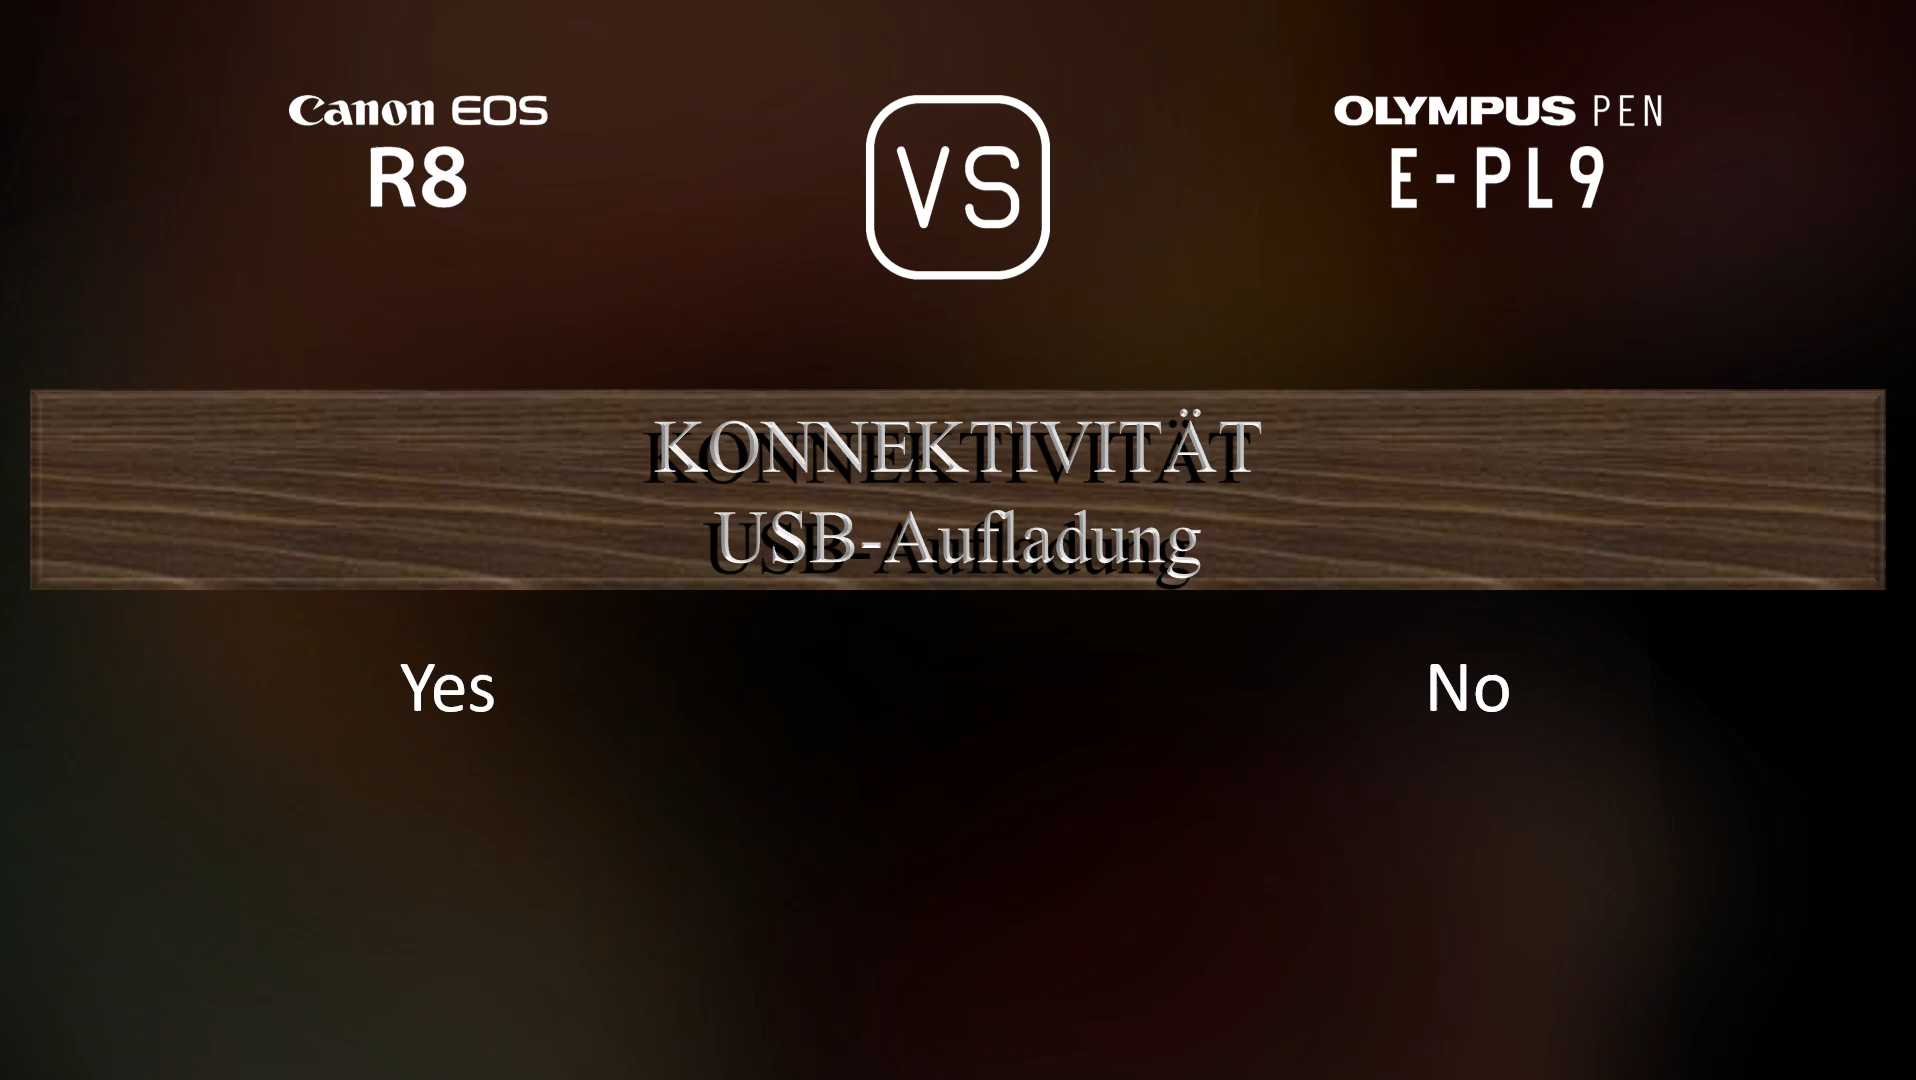 Canon EOS
R8
VS
OLYMPUS PEN
E-PL9
KONNEKTIVITÄT
USB-Aufladung
Yes
No